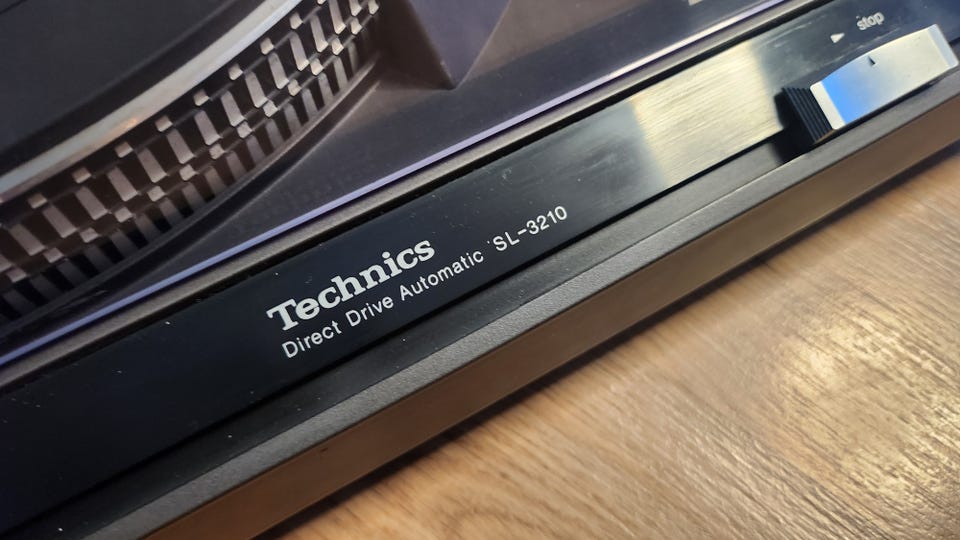 stop
Technics
Direct Drive Automatic SL-3210